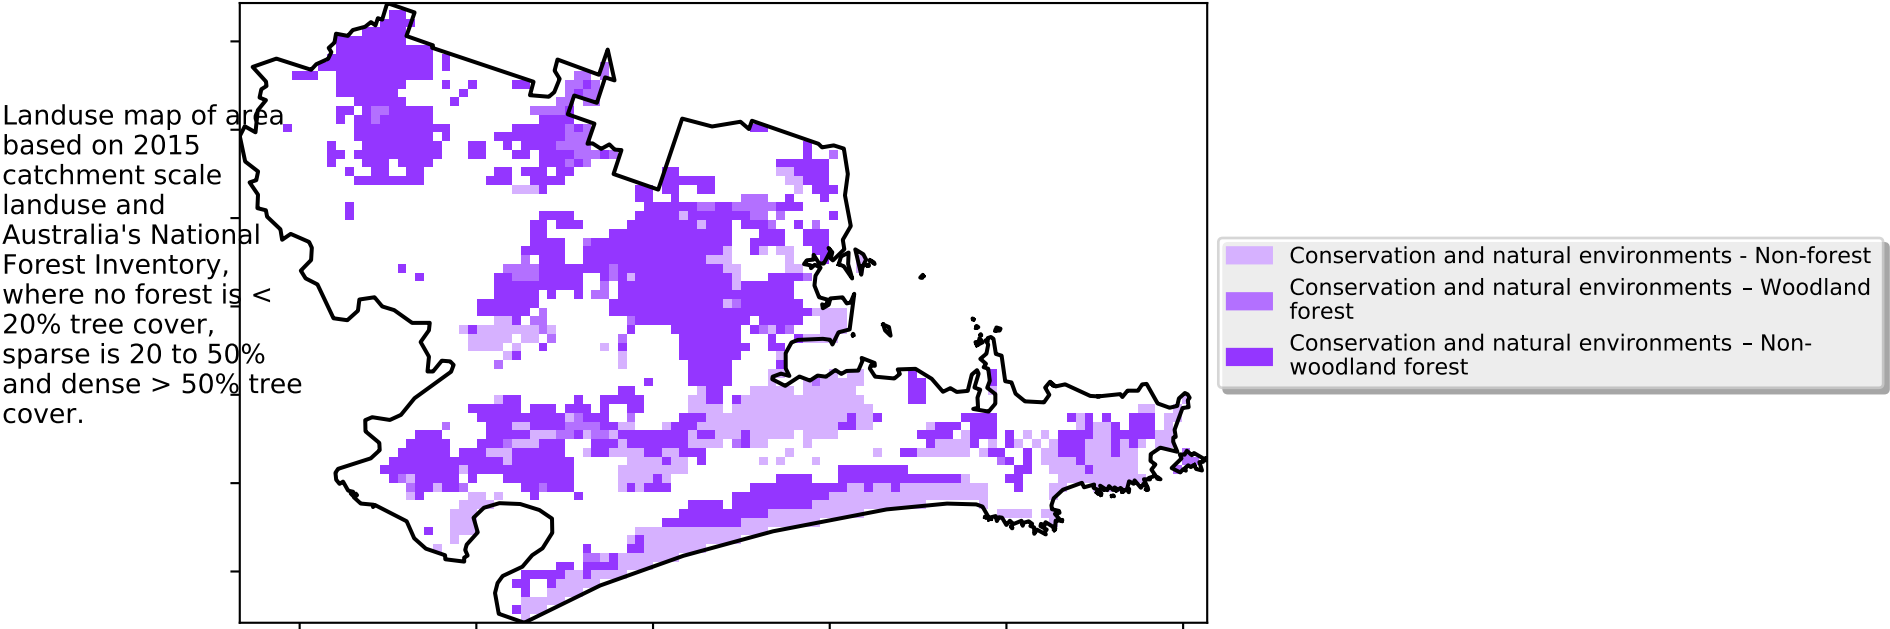 Landuse map of area
based on 2015
catchment scale
landuse and
Australia's National
Forest Inventory,
where no forest is <
20% tree cover,
sparse is 20 to 50%
and dense > 50% tree
cover.
Conservation and natural environments - Non-forest
Conservation and natural environments – Woodland
forest
Conservation and natural environments – Non-
woodland forest